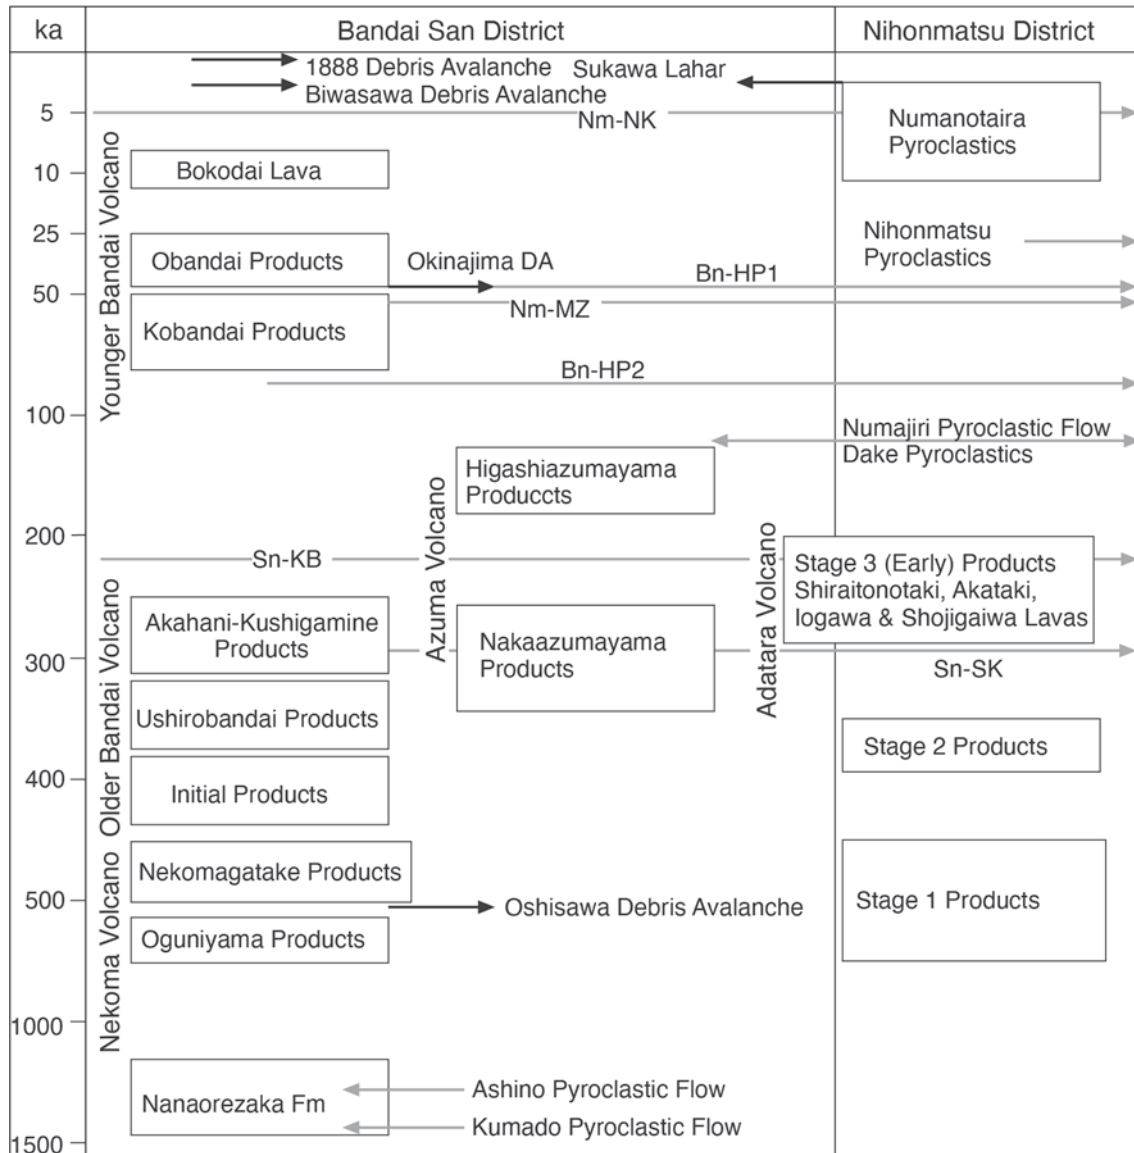 ka
Bandai San District
Nihonmatsu District
1888 Debris Avalanche
Sukawa Lahar
Biwasawa Debris Avalanche
5
Nm-NK
Numanotaira
Pyroclastics
10
Bokodai Lava
Younger Bandai Volcano
25
Obandai Products
Okinajima DA
Nihonmatsu
Pyroclastics
Bn-HP1
50
Nm-MZ
Kobandai Products
Bn-HP2
100
Numajiri Pyroclastic Flow
Dake Pyroclastics
Higashiazumayama
Produccts
Azuma Volcano
200
Sn-KB
Adatara Volcano
Stage 3 (Early) Products
Shiraitonotaki, Akataki,
Iogawa & Shojigaiwa Lavas
Older Bandai Volcano
Akahani-Kushigamine
Products
Nakaazumayama
Products
300
Sn-SK
Ushirobandai Products
Stage 2 Products
400
Initial Products
Nekoma Volcano
Nekomagatake Products
500
Oshisawa Debris Avalanche
Stage 1 Products
Oguniyama Products
1000
Nanaorezaka Fm
Ashino Pyroclastic Flow
Kumado Pyroclastic Flow
1500